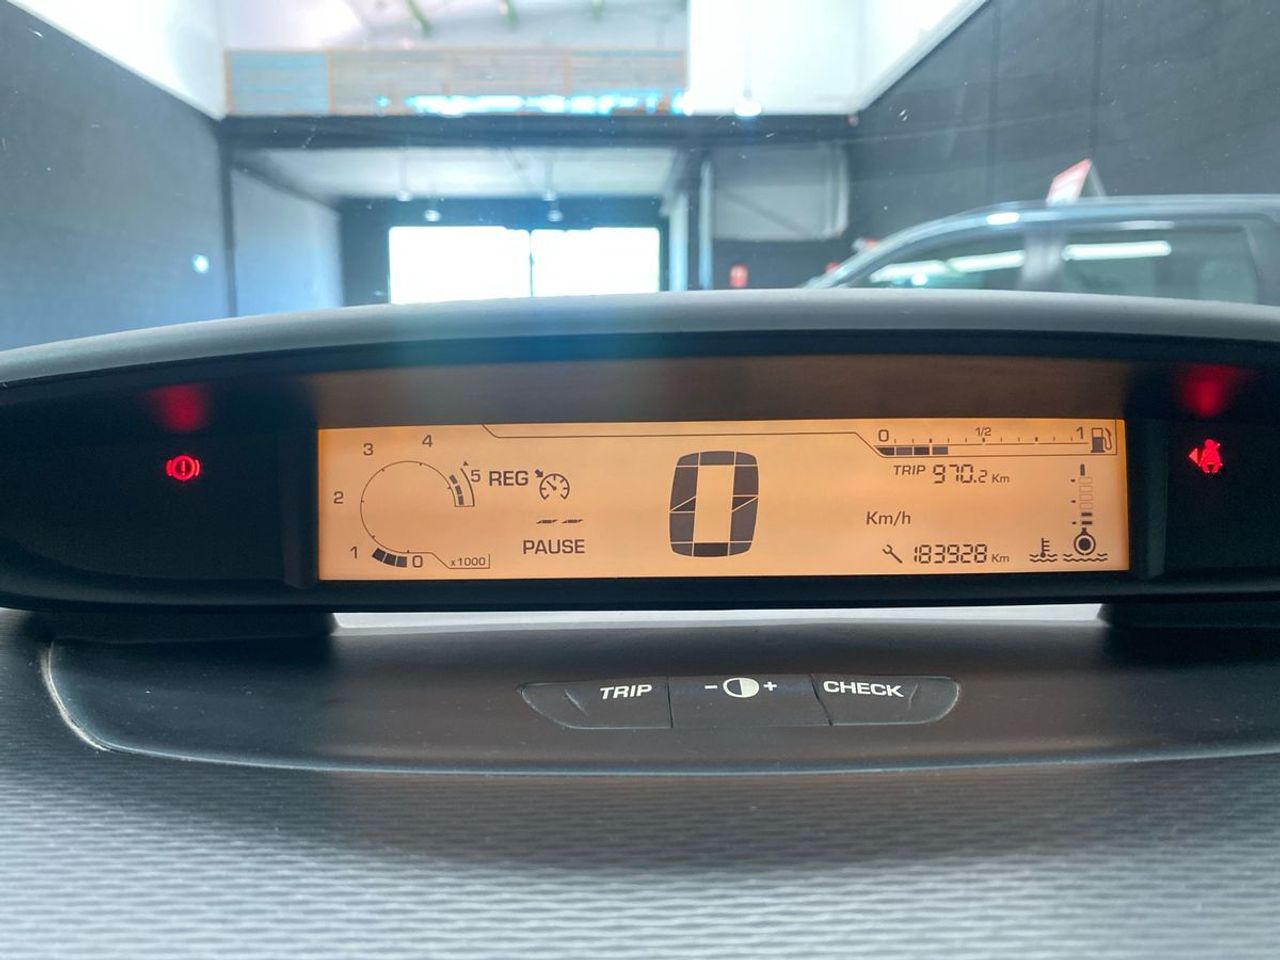 0 1/2 1
3 4
TRIP 970.2 Km
5 REG
2
Km/h
0
PAUSE
1 0 x1000
183928 Km
TRIP - + CHECK